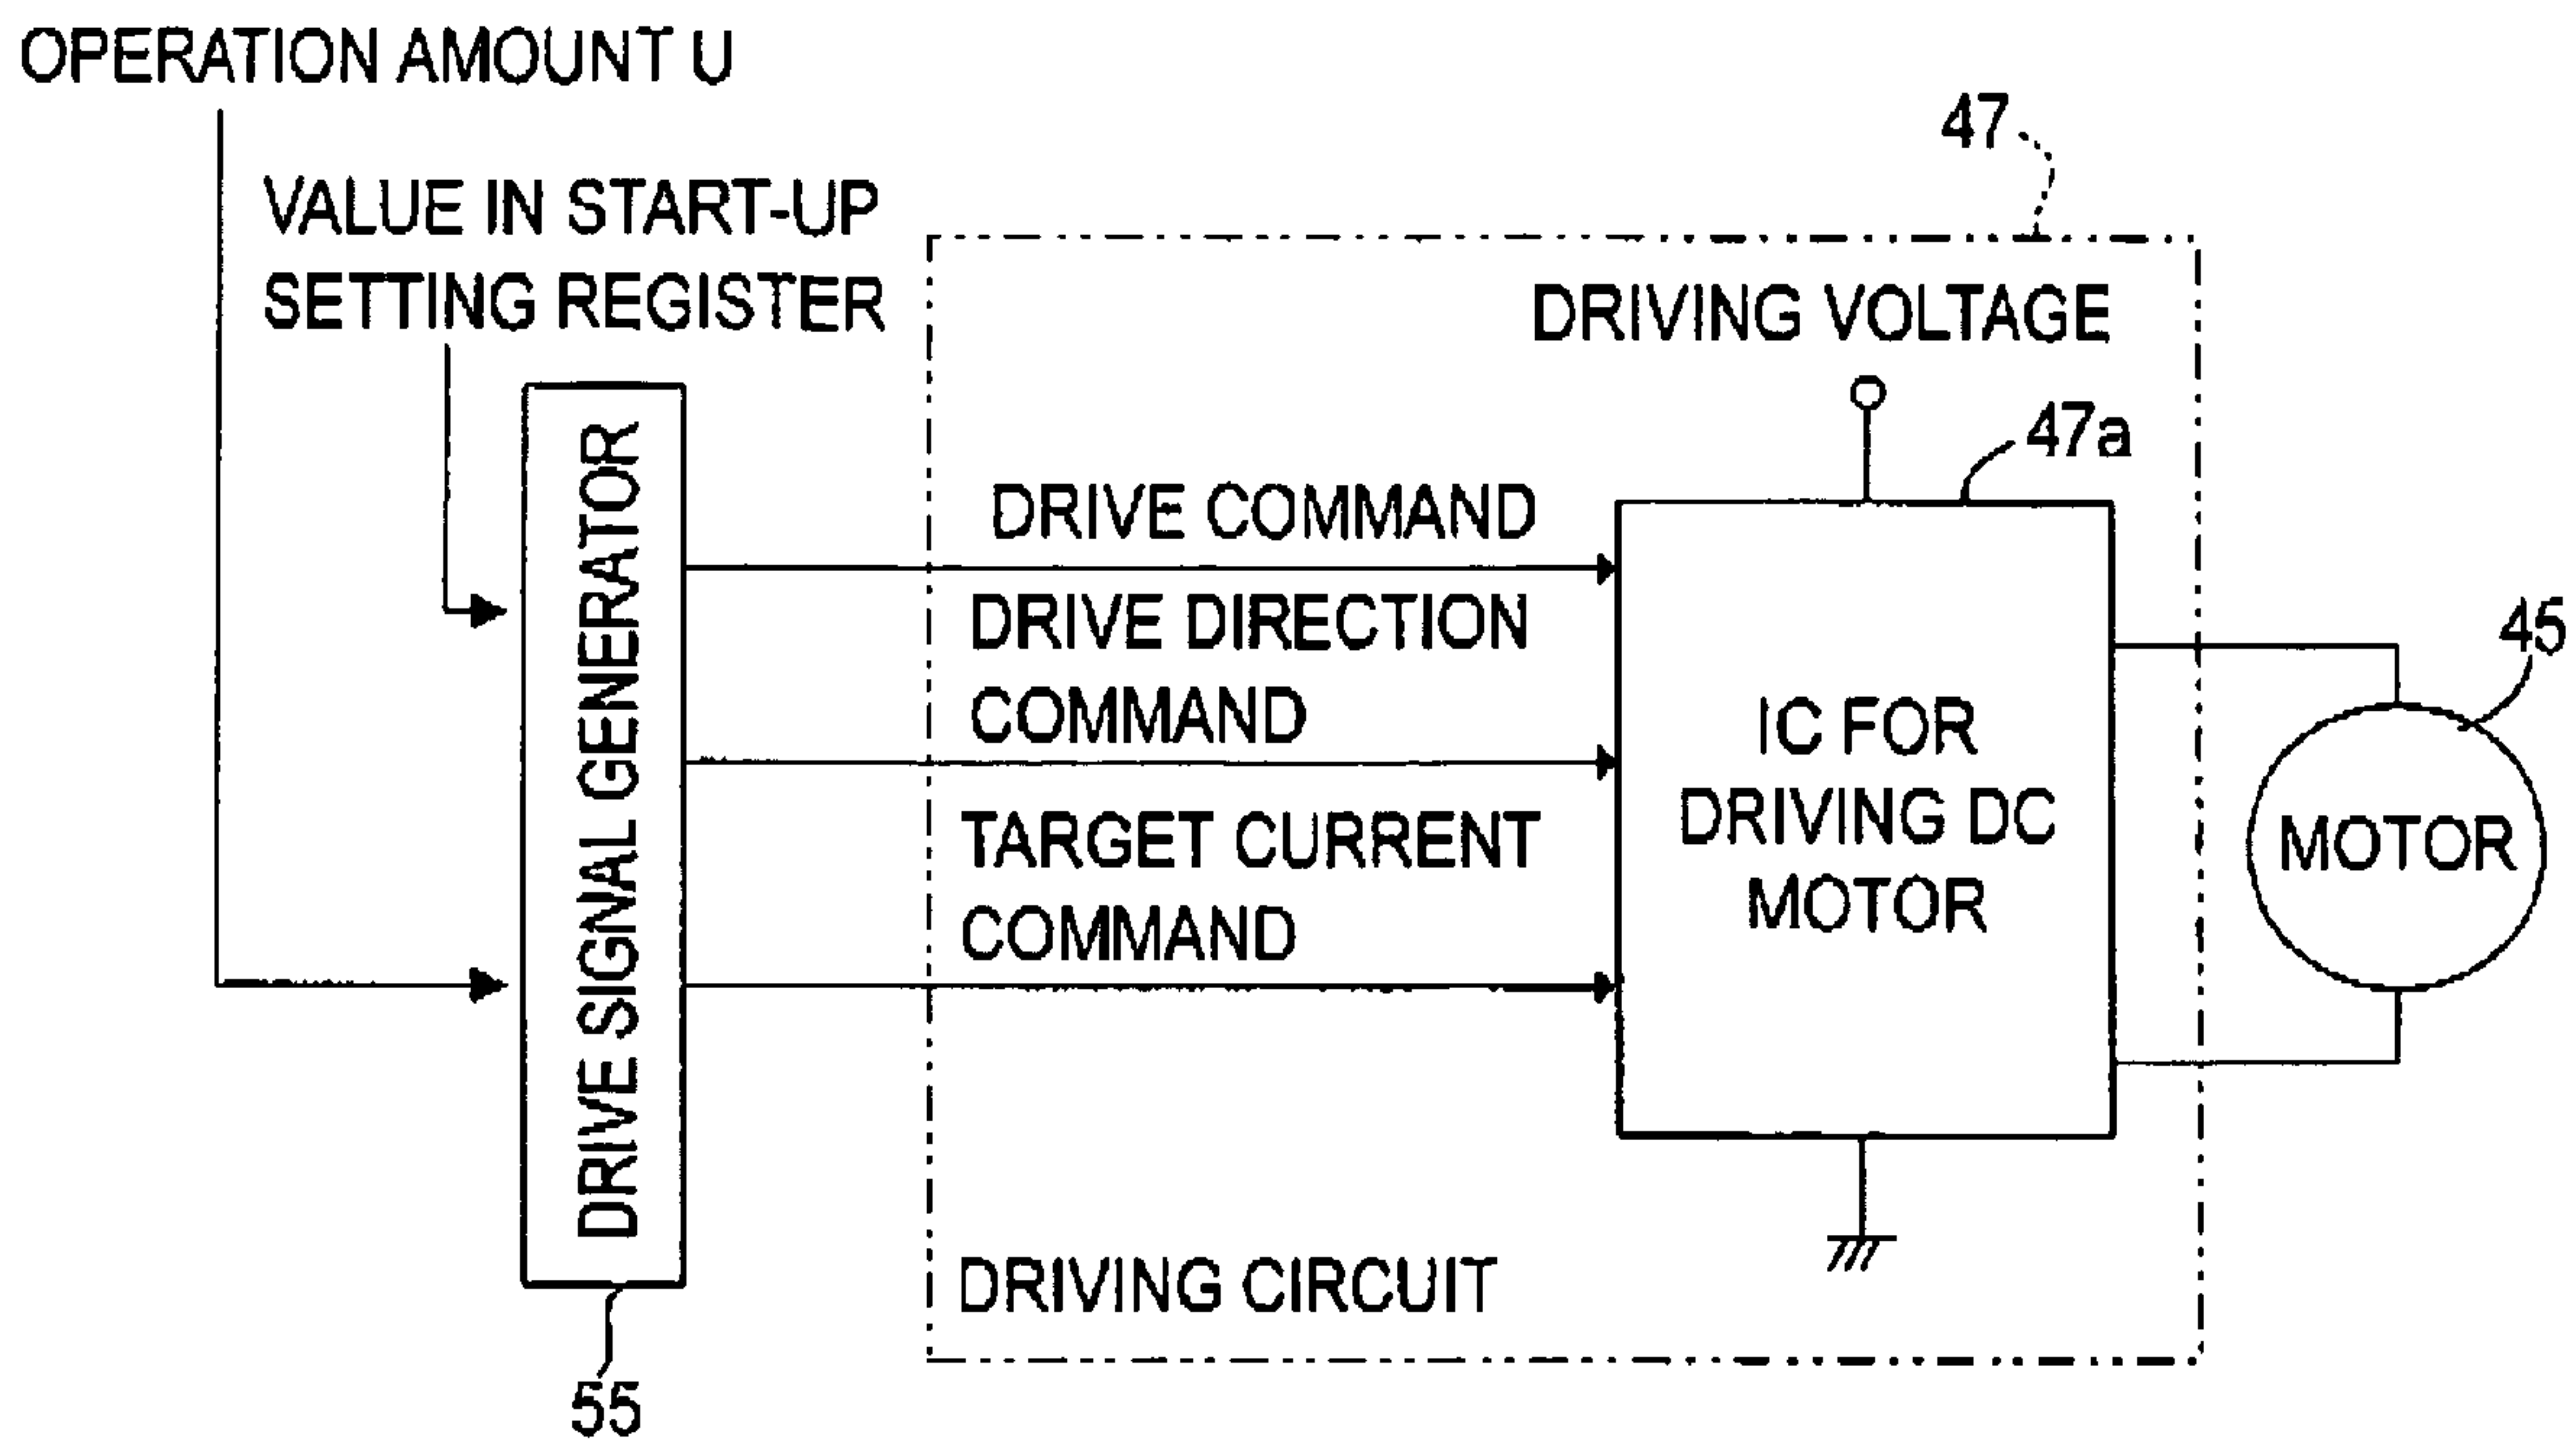 OPERATION AMOUNT U
VALUE IN START-UP
SETTING REGISTER
47
DRIVING VOLTAGE
47a
DRIVE SIGNAL GENERATOR
DRIVE COMMAND
DRIVE DIRECTION
COMMAND
TARGET CURRENT
COMMAND
IC FOR
DRIVING DC
MOTOR
45
MOTOR
DRIVING CIRCUIT
55